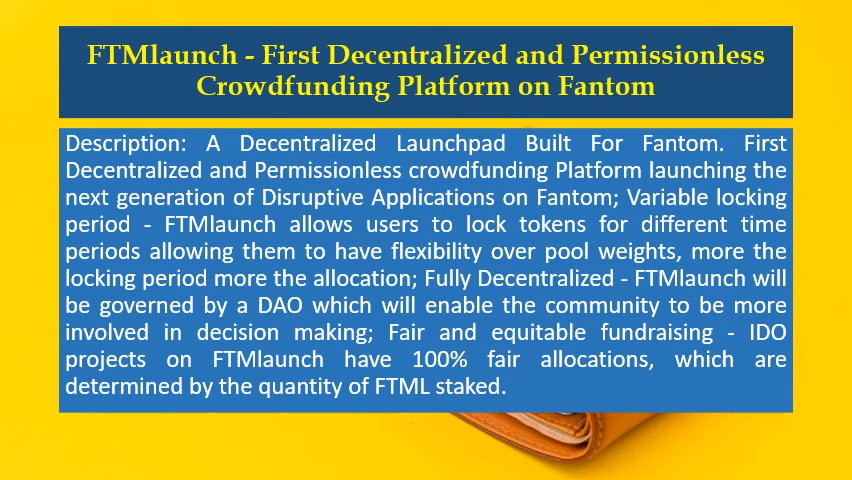 FTMlaunch - First Decentralized and Permissionless
Crowdfunding Platform on Fantom
Description: A Decentralized Launchpad Built For Fantom. First
Decentralized and Permissionless crowdfunding Platform launching the
next generation of Disruptive Applications on Fantom; Variable locking
period - FTMlaunch allows users to lock tokens for different time
periods allowing them to have flexibility over pool weights, more the
locking period more the allocation; Fully Decentralized - FTMlaunch will
be governed by a DAO which will enable the community to be more
involved in decision making; Fair and equitable fundraising - IDO
projects on FTMlaunch have 100% fair allocations, which are
determined by the quantity of FTML staked.